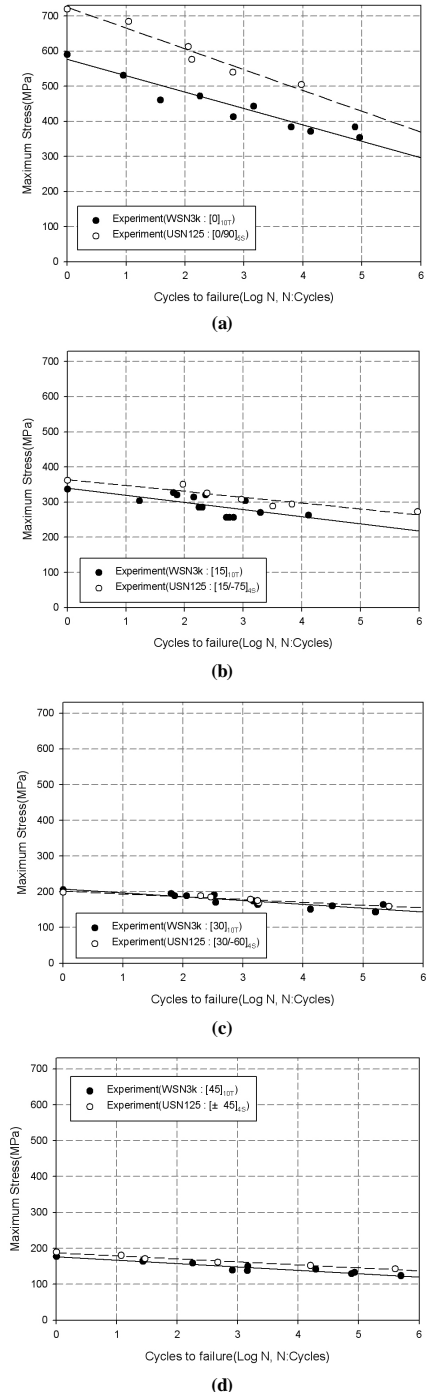 700
600
500
400
300
200
100
0
Maximum Stress(MPa)
Experiment(WSN3k : [0]10T)
Experiment(USN125 : [0/90]5S)
0 1 2 3 4 5 6
Cycles to failure(Log N, N:Cycles)
(a)
700
600
500
400
300
200
100
0
Maximum Stress(MPa)
Experiment(WSN3k : [15]10T)
Experiment(USN125 : [15/-75]4S)
0 1 2 3 4 5 6
Cycles to failure(Log N, N:Cycles)
(b)
700
600
500
400
300
200
100
0
Maximum Stress(MPa)
Experiment(WSN3k : [30]10T)
Experiment(USN125 : [30/-60]4S)
0 1 2 3 4 5 6
Cycles to failure(Log N, N:Cycles)
(c)
Experiment(WSN3k : [45]10T)
Experiment(USN125 : [± 45]4S)
700
600
500
400
300
200
100
0
Maximum Stress(MPa)
0 1 2 3 4 5 6
Cycles to failure(Log N, N:Cycles)
(d)